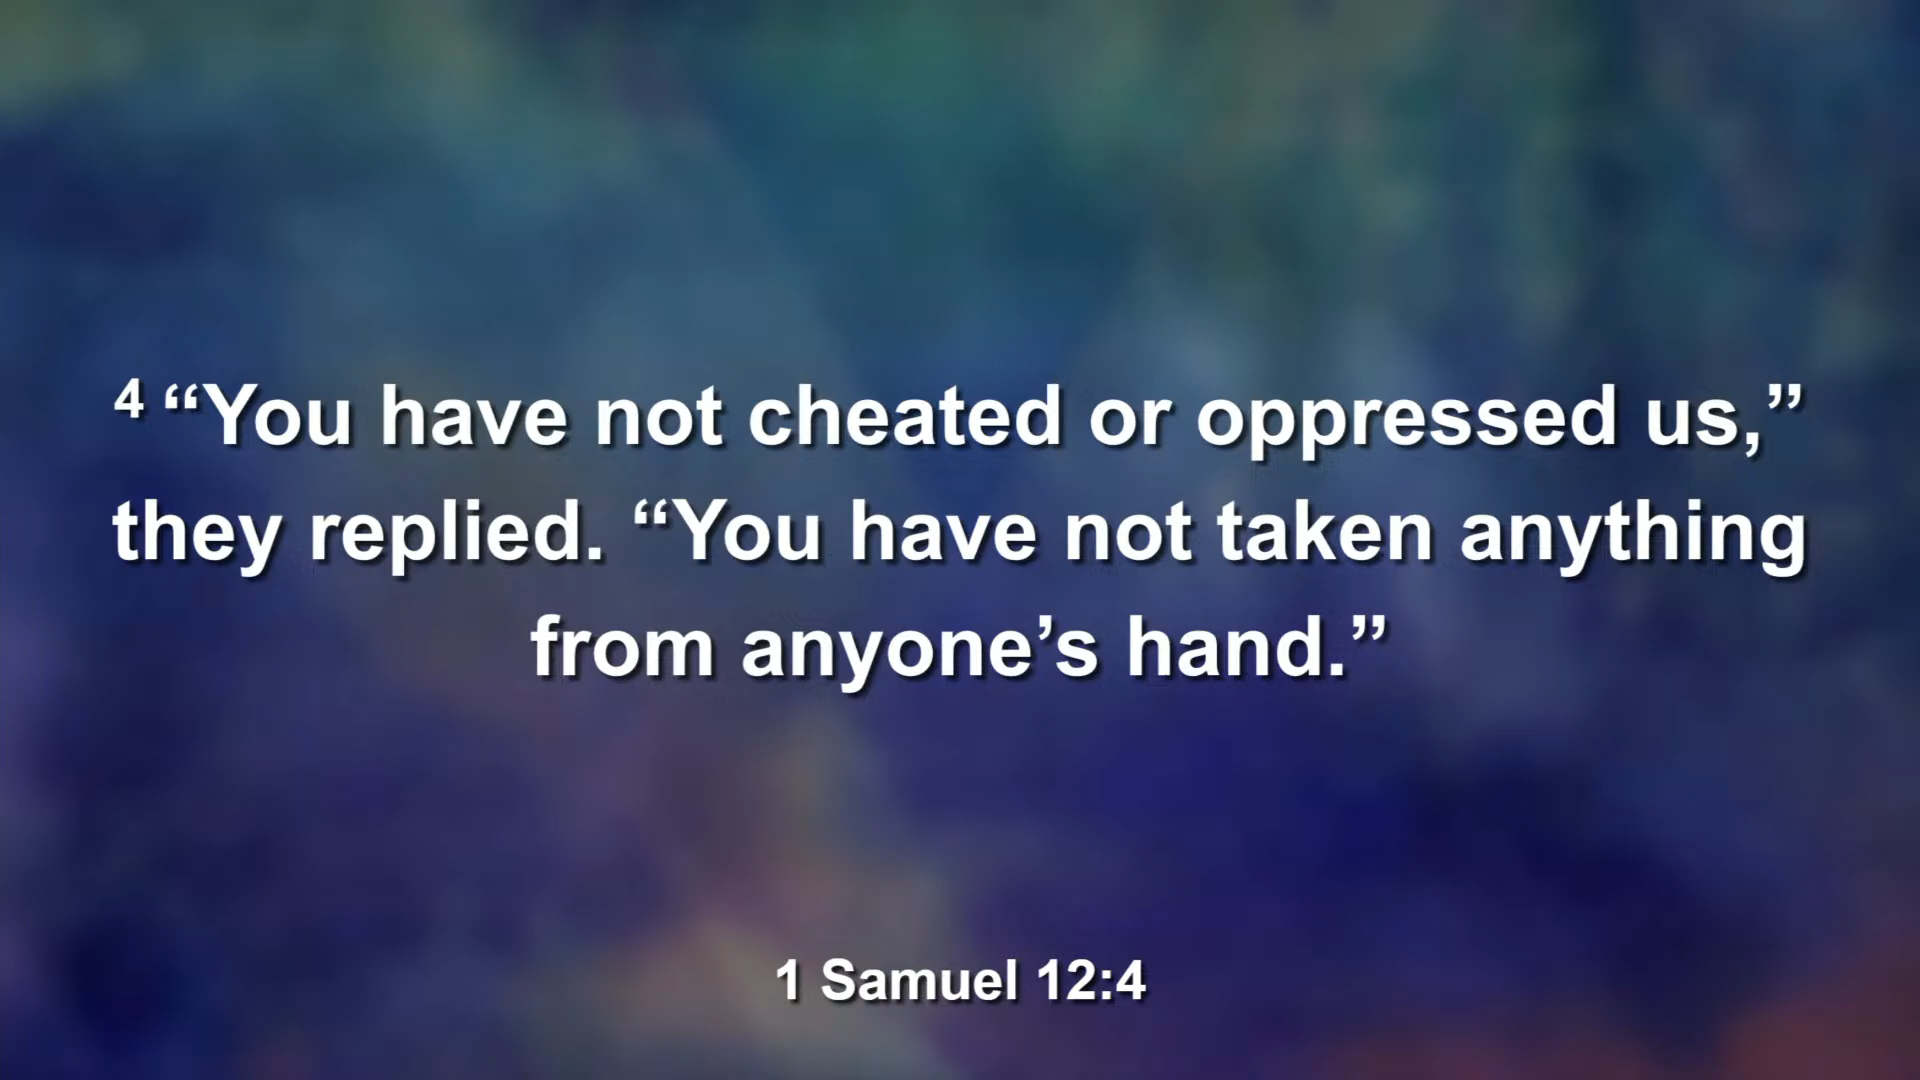 4 “You have not cheated or oppressed us,”
they replied. “You have not taken anything
from anyone’s hand.”
1 Samuel 12:4